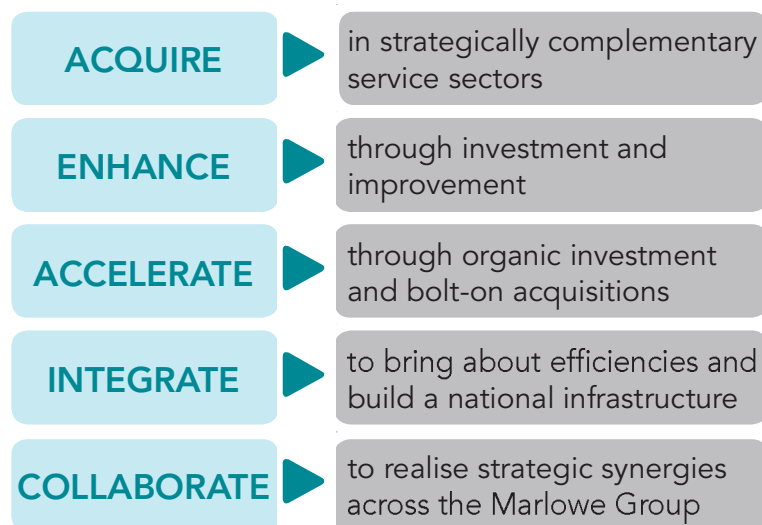 ACQUIRE
in strategically complementary
service sectors
ENHANCE
through investment and
improvement
ACCELERATE
through organic investment
and bolt-on acquisitions
INTEGRATE
to bring about efficiencies and
build a national infrastructure
COLLABORATE
to realise strategic synergies
across the Marlowe Group